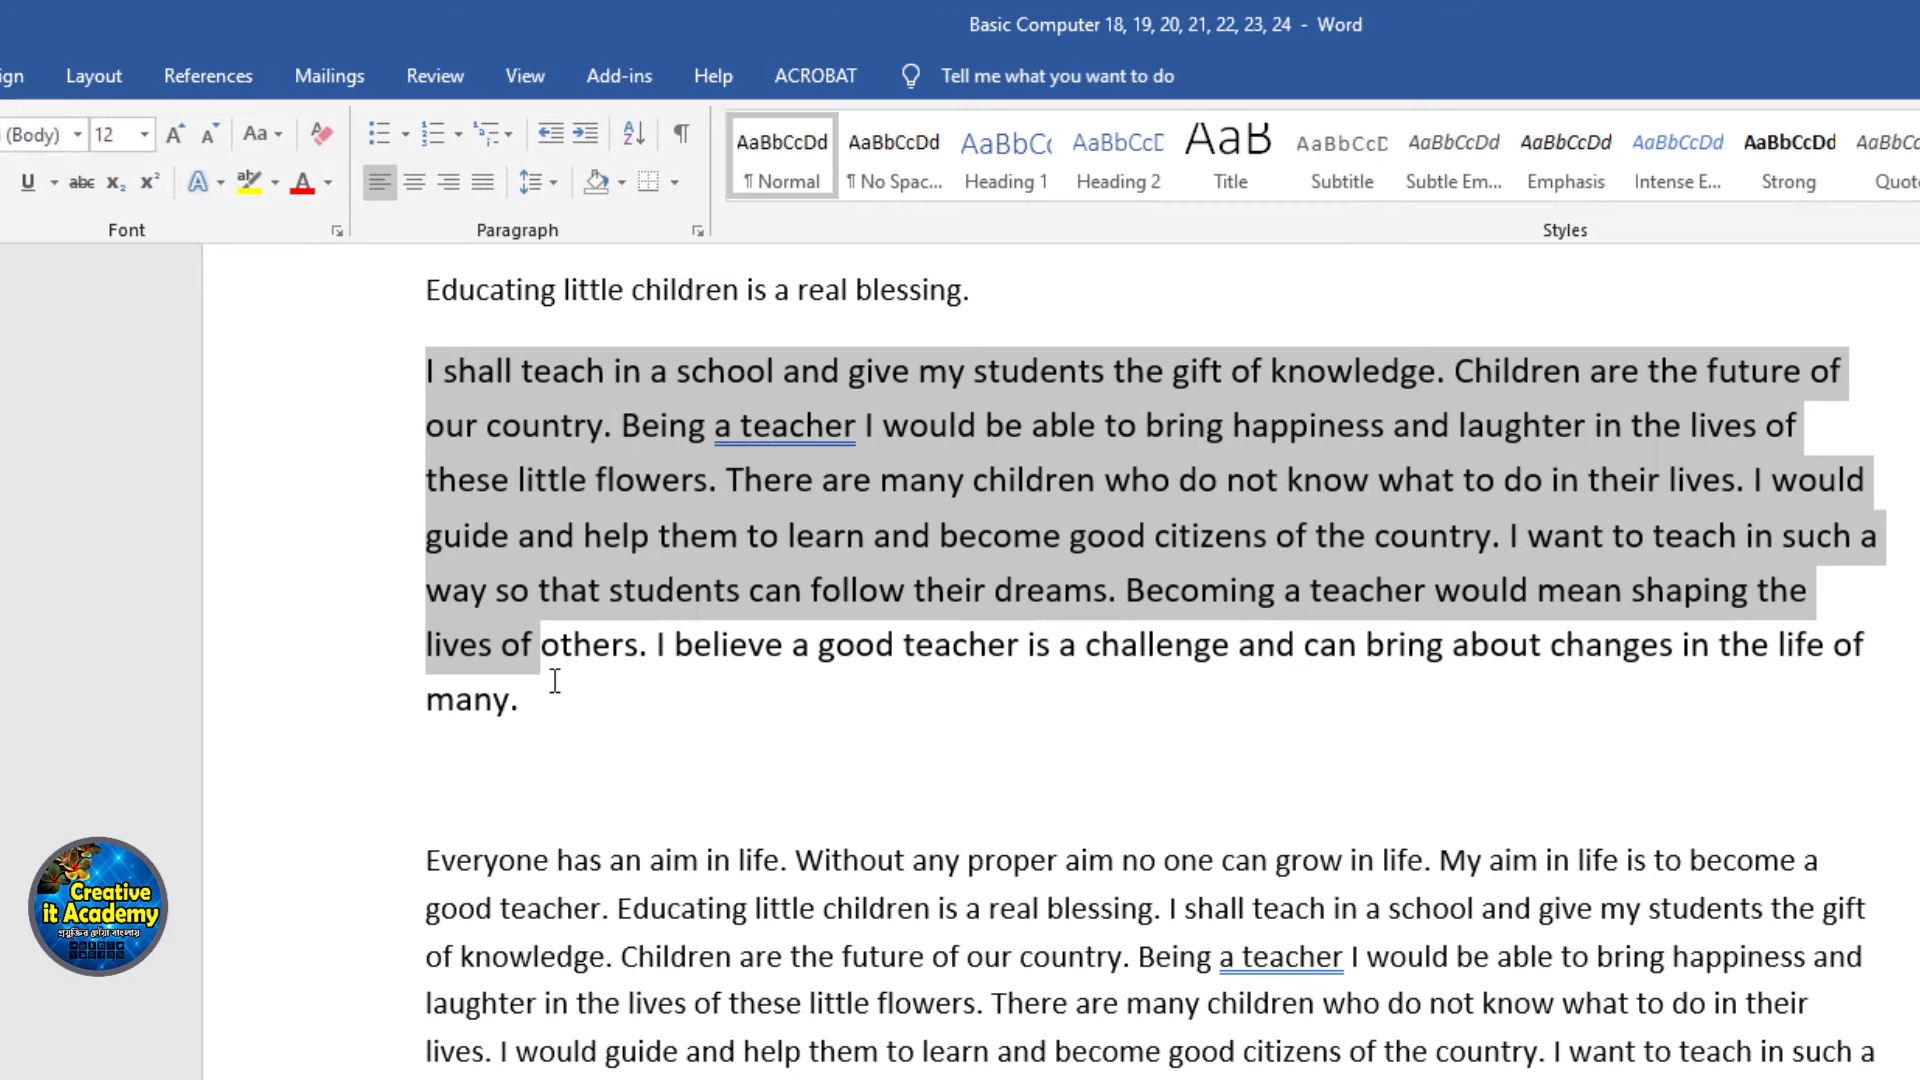 Basic Computer 18, 19, 20, 21, 22, 23, 24 - Word
ign Layout References Mailings Review View Add-ins Help ACROBAT Tell me what you want to do
(Body) 12 Aa
AaBbCcDd AaBbCcDd AaBbCc AaBbCcE AaB AaBbCcD AaBbCcDd AaBbCcDd AaBbCcDd AaBbCcDd AaBbCc
U abc x₂ x² A ab A
¶ Normal ¶ No Spac... Heading 1 Heading 2 Title Subtitle Subtle Em... Emphasis Intense E... Strong Quot
Font Paragraph Styles
Educating little children is a real blessing.
I shall teach in a school and give my students the gift of knowledge. Children are the future of
our country. Being a teacher I would be able to bring happiness and laughter in the lives of
these little flowers. There are many children who do not know what to do in their lives. I would
guide and help them to learn and become good citizens of the country. I want to teach in such a
way so that students can follow their dreams. Becoming a teacher would mean shaping the
lives of others. I believe a good teacher is a challenge and can bring about changes in the life of
many.
Everyone has an aim in life. Without any proper aim no one can grow in life. My aim in life is to become a
good teacher. Educating little children is a real blessing. I shall teach in a school and give my students the gift
of knowledge. Children are the future of our country. Being a teacher I would be able to bring happiness and
laughter in the lives of these little flowers. There are many children who do not know what to do in their
lives. I would guide and help them to learn and become good citizens of the country. I want to teach in such a
Creative
it Academy
প্রযুক্তির ছোঁয়া বাংলায়